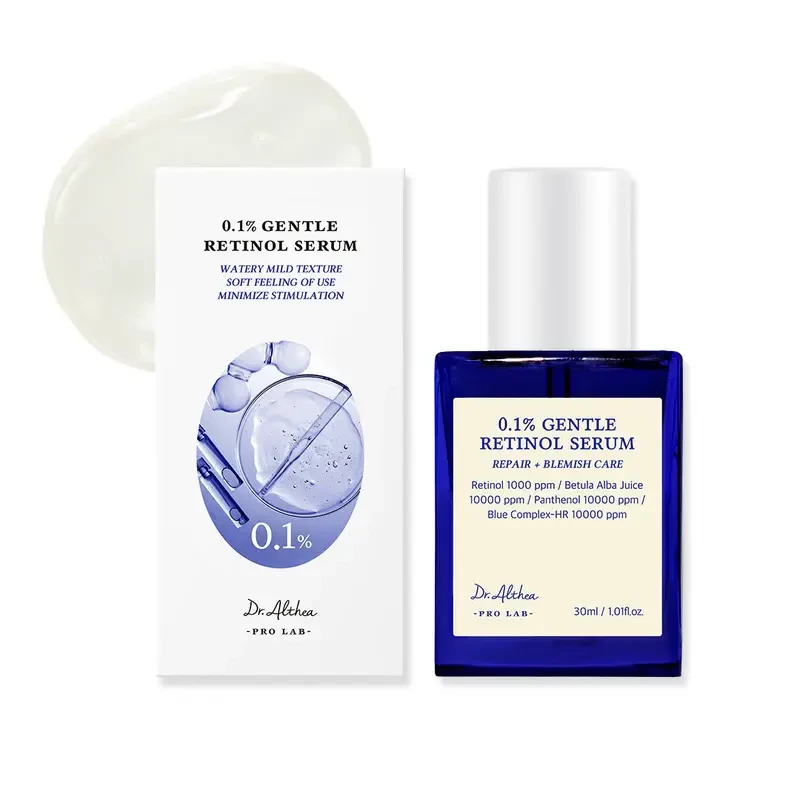 0.1% GENTLE
RETINOL SERUM
WATERY MILD TEXTURE
SOFT FEELING OF USE
MINIMIZE STIMULATION
0.1%
Dr.Althea
-PRO LAB-
0.1% GENTLE
RETINOL SERUM
REPAIR + BLEMISH CARE
Retinol 1000 ppm / Betula Alba Juice
10000 ppm / Panthenol 10000 ppm /
Blue Complex-HR 10000 ppm
Dr.Althea
-PRO LAB-
30ml / 1.01fl.oz.